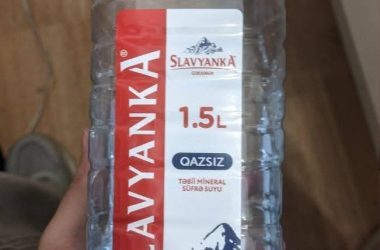 SLAVYANKA®
SLAVYANKA
1.5L
QAZSIZ
TƏBİİ MİNERAL
SÜFRƏ SUYU